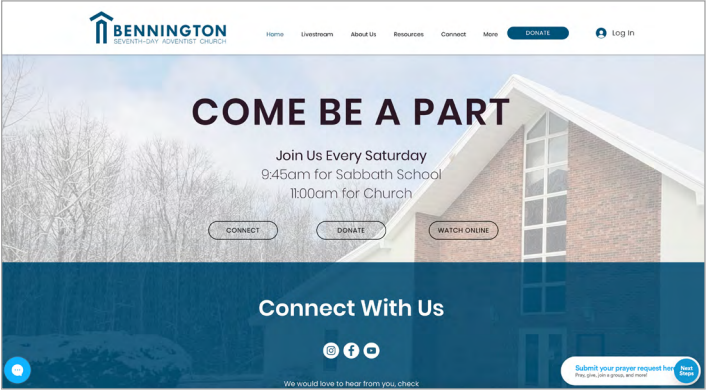 BENNINGTON
SEVENTH-DAY ADVENTIST CHURCH
Home Livestream About Us Resources Connect More DONATE Log In
COME BE A PART
Join Us Every Saturday
9:45am for Sabbath School
11:00am for Church
CONNECT DONATE WATCH ONLINE
Connect With Us
We would love to hear from you, check
Submit your prayer request her
Pray, give, join a group, and more!
Next
Steps